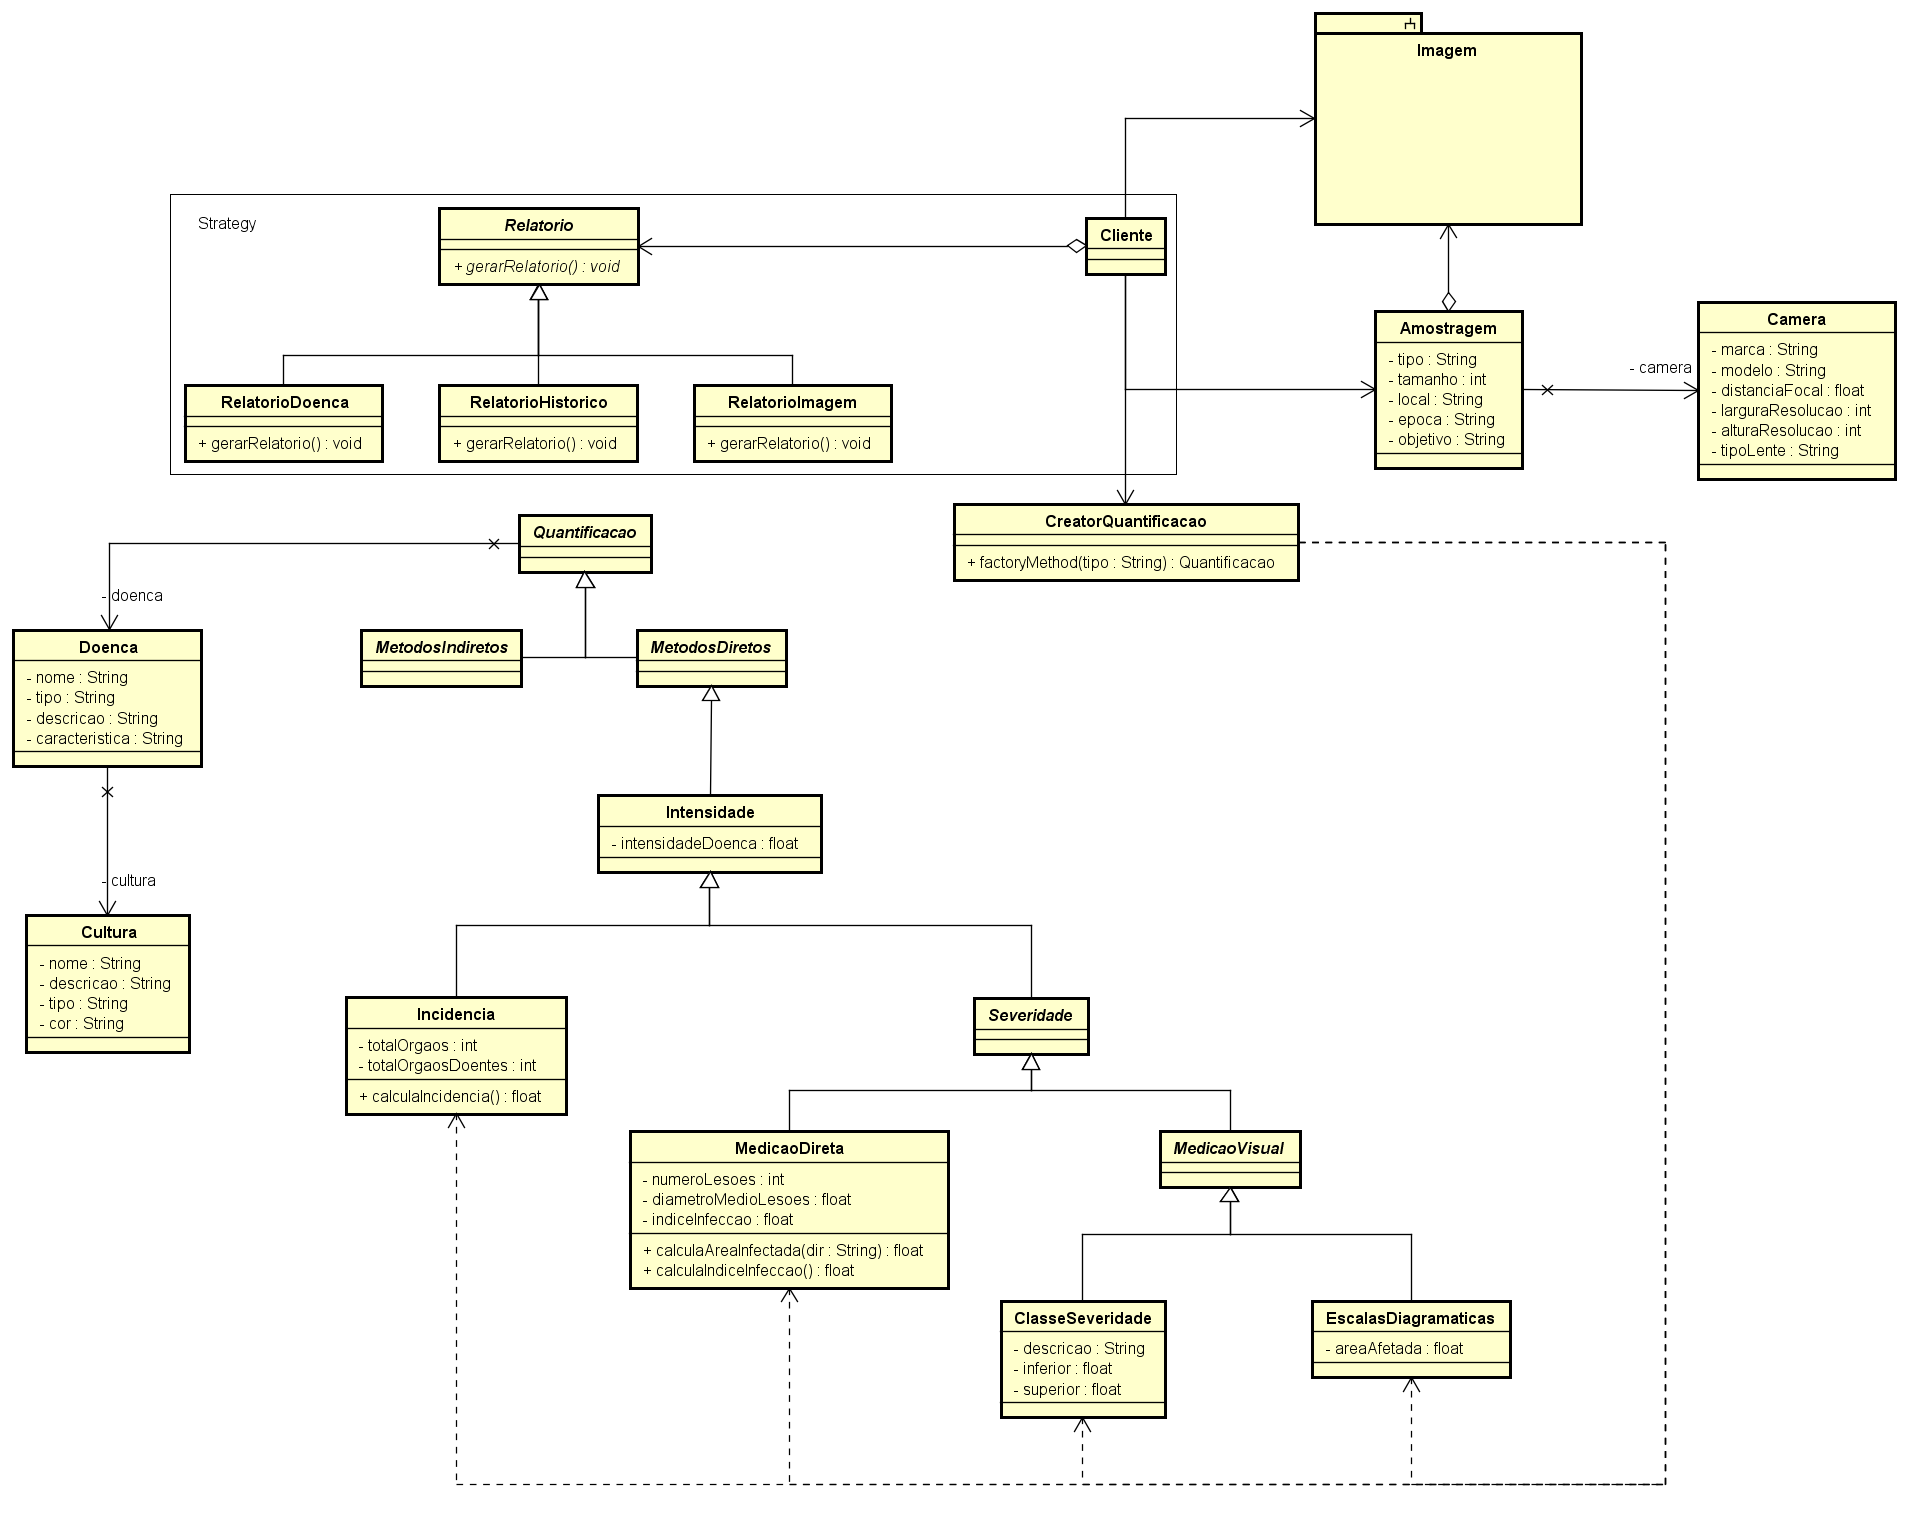 Imagem
Strategy
Relatorio
+ gerarRelatorio() : void
Cliente
RelatorioDoenca
+ gerarRelatorio() : void
RelatorioHistorico
+ gerarRelatorio() : void
RelatorioImagem
+ gerarRelatorio() : void
Amostragem
- tipo : String
- tamanho : int
- local : String
- epoca : String
- objetivo : String
- camera
Camera
- marca : String
- modelo : String
- distanciaFocal : float
- larguraResolucao : int
- alturaResolucao : int
- tipoLente : String
CreatorQuantificacao
+ factoryMethod(tipo : String) : Quantificacao
Quantificacao
- doenca
Doenca
- nome : String
- tipo : String
- descricao : String
- caracteristica : String
MetodosIndiretos
MetodosDiretos
Intensidade
- intensidadeDoenca : float
- cultura
Cultura
- nome : String
- descricao : String
- tipo : String
- cor : String
Incidencia
- totalOrgaos : int
- totalOrgaosDoentes : int
+ calculaIncidencia() : float
Severidade
MedicaoDireta
- numeroLesoes : int
- diametroMedioLesoes : float
- indiceInfeccao : float
+ calculaAreaInfectada(dir : String) : float
+ calculaIndiceInfeccao() : float
MedicaoVisual
ClasseSeveridade
- descricao : String
- inferior : float
- superior : float
EscalasDiagramaticas
- areaAfetada : float